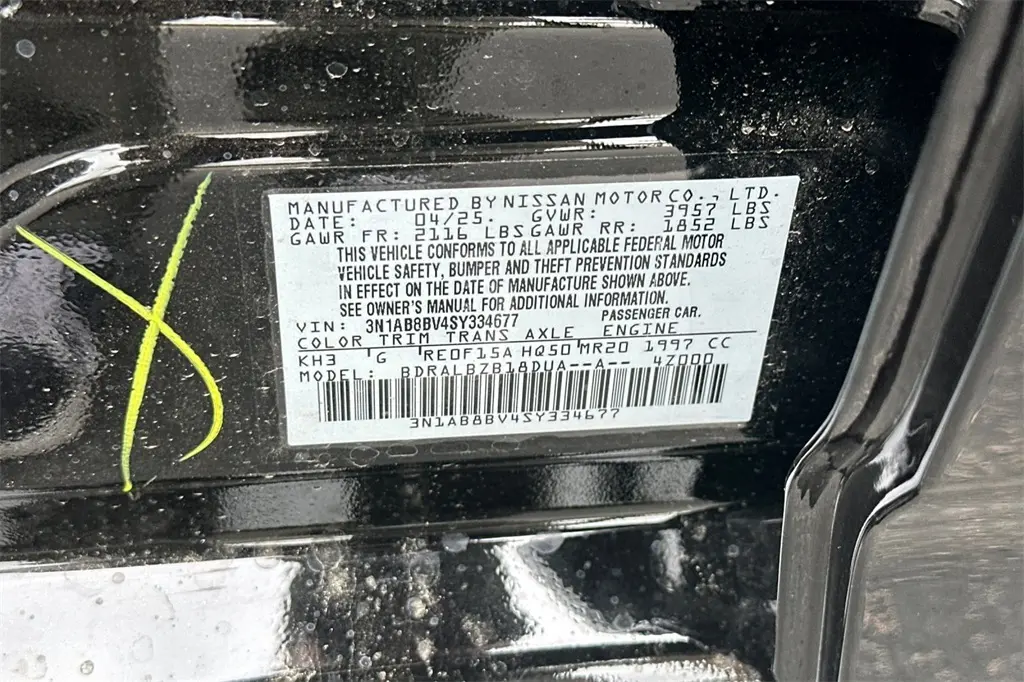 MANUFACTURED BY NISSAN MOTOR CO., LTD.
DATE: 04/25. GVWR: 3957 LBS
GAWR FR: 2116 LBS GAWR RR: 1852 LBS
THIS VEHICLE CONFORMS TO ALL APPLICABLE FEDERAL MOTOR
VEHICLE SAFETY, BUMPER AND THEFT PREVENTION STANDARDS
IN EFFECT ON THE DATE OF MANUFACTURE SHOWN ABOVE.
SEE OWNER'S MANUAL FOR ADDITIONAL INFORMATION.
VIN: 3N1AB8BV4SY334677 PASSENGER CAR.
COLOR TRIM TRANS AXLE ENGINE
KH3 G RE0F15A HQ50 MR20 1997 CC
MODEL: BDRALBZB18DUA--A-- 4Z000
3N1AB8BV4SY334677